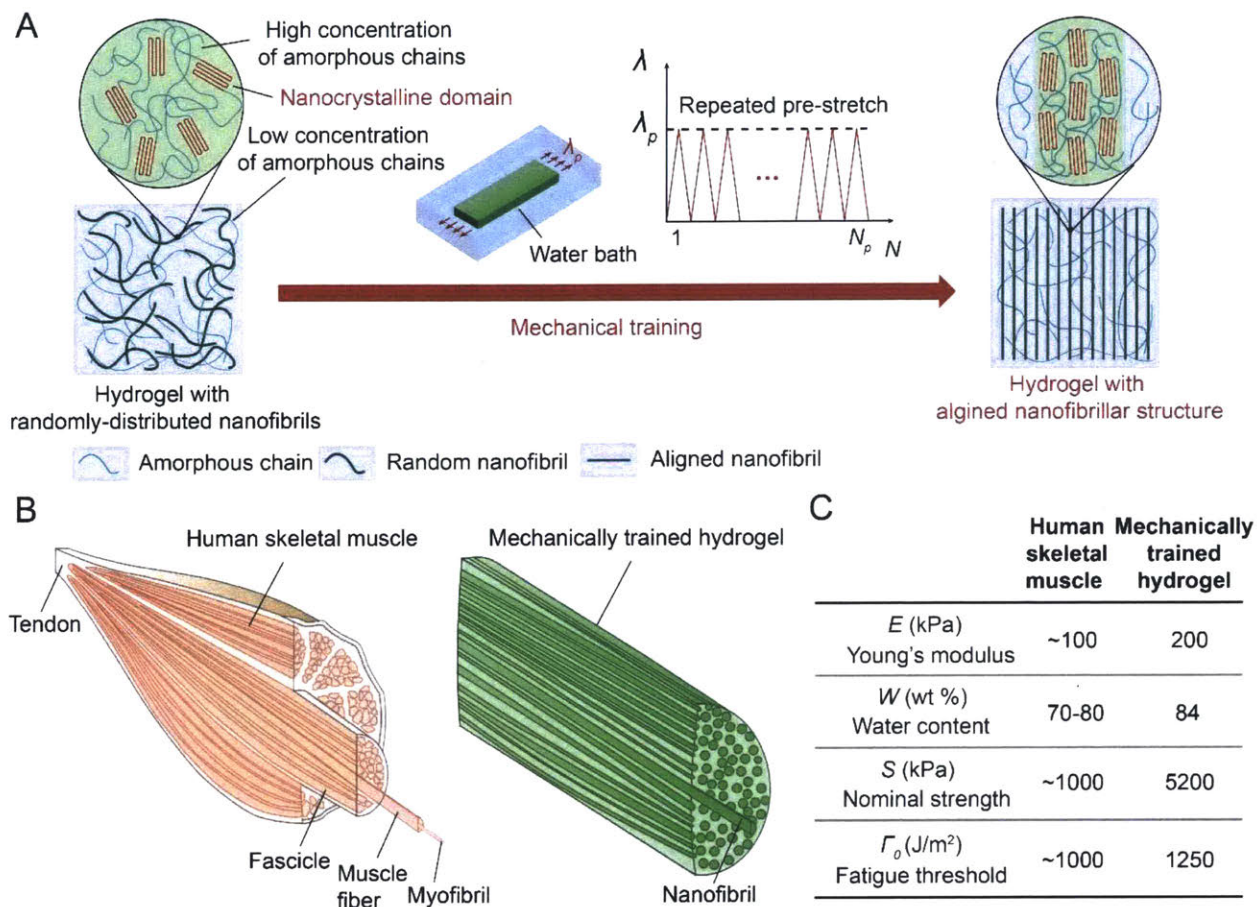 A
High concentration
of amorphous chains
Nanocrystalline domain
Low concentration
of amorphous chains
Hydrogel with
randomly-distributed nanofibrils
λp
Water bath
λ
λp
Repeated pre-stretch
...
1
Np
N
Mechanical training
Hydrogel with
algined nanofibrillar structure
Amorphous chain
Random nanofibril
Aligned nanofibril
B
Human skeletal muscle
Tendon
Fascicle
Muscle
fiber
Myofibril
Mechanically trained hydrogel
Nanofibril
C
Human Mechanically
skeletal trained
muscle hydrogel
E (kPa)
Young's modulus
~100
200
W (wt %)
Water content
70-80
84
S (kPa)
Nominal strength
~1000
5200
Γ₀ (J/m²)
Fatigue threshold
~1000
1250